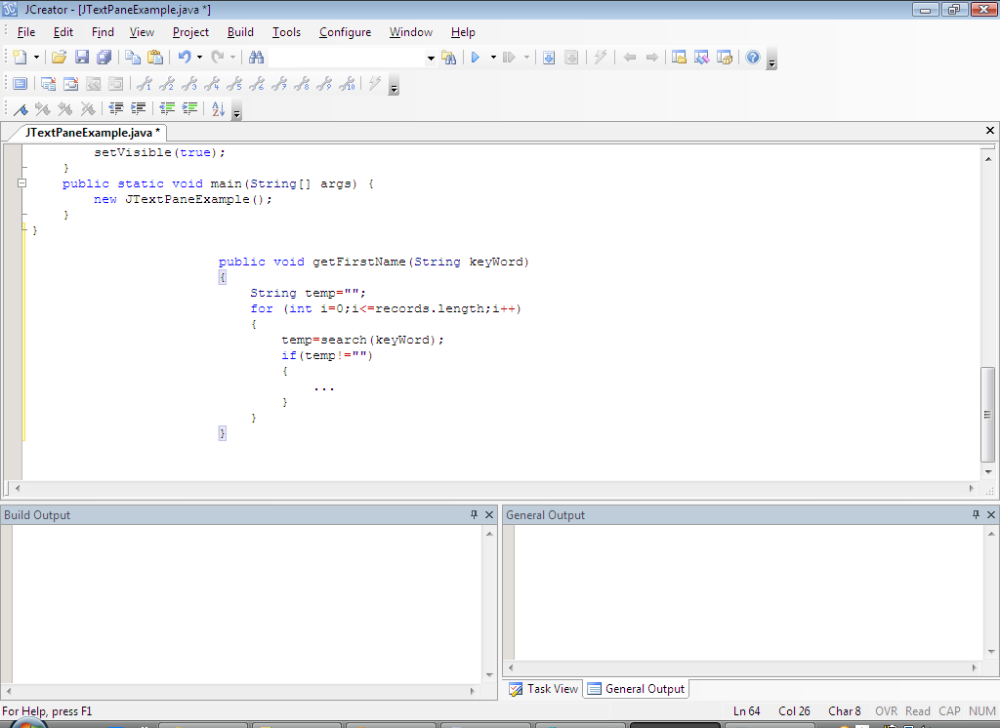 JCreator - [JTextPaneExample.java *]
File Edit Find View Project Build Tools Configure Window Help
JTextPaneExample.java *
        setVisible(true);
    }
    public static void main(String[] args) {
        new JTextPaneExample();
    }
}
public void getFirstName(String keyWord)
{
    String temp="";
    for (int i=0;i<=records.length;i++)
    {
        temp=search(keyWord);
        if(temp!="")
        {
            ...
        }
    }
}
Build Output
General Output
Task View General Output
For Help, press F1 Ln 64 Col 26 Char 8 OVR Read CAP NUM